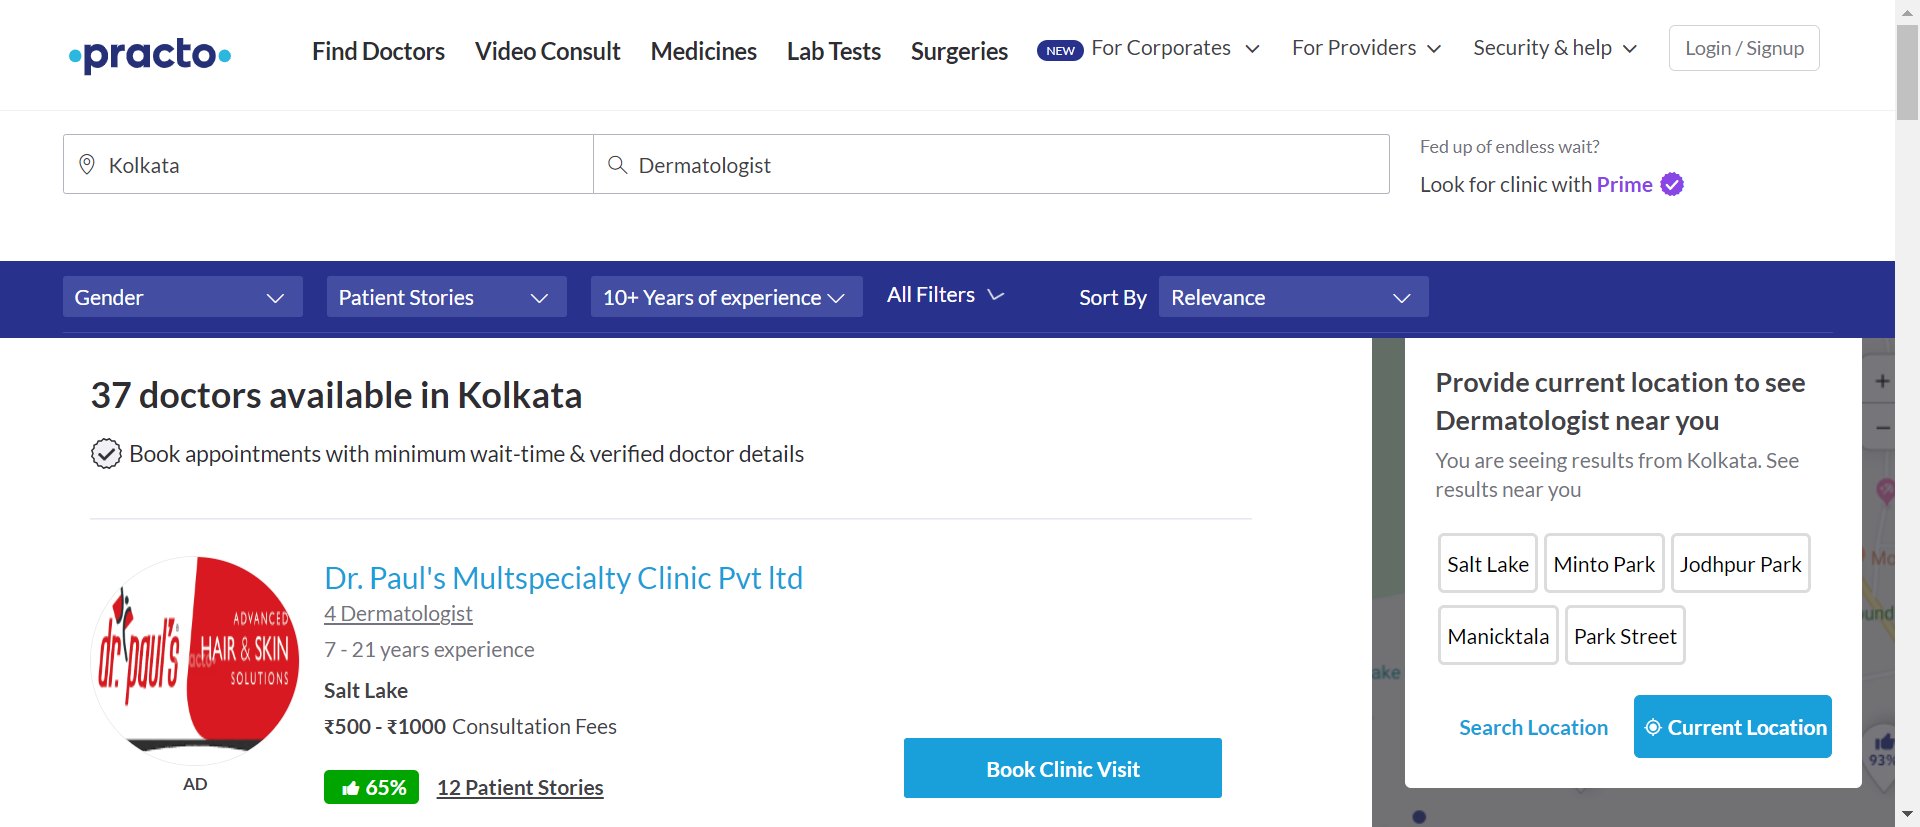 practo
Find Doctors
Video Consult
Medicines
Lab Tests
Surgeries
NEW
For Corporates
For Providers
Security & help
Login / Signup
Kolkata
Dermatologist
Fed up of endless wait?
Look for clinic with Prime
Gender
Patient Stories
10+ Years of experience
All Filters
Sort By
Relevance
37 doctors available in Kolkata
Book appointments with minimum wait-time & verified doctor details
dr. paul's
ADVANCED
HAIR & SKIN
SOLUTIONS
AD
Dr. Paul's Multspecialty Clinic Pvt ltd
4 Dermatologist
7 - 21 years experience
Salt Lake
₹500 - ₹1000 Consultation Fees
65%
12 Patient Stories
Book Clinic Visit
Provide current location to see
Dermatologist near you
You are seeing results from Kolkata. See
results near you
Salt Lake
Minto Park
Jodhpur Park
Manicktala
Park Street
Search Location
Current Location
93%